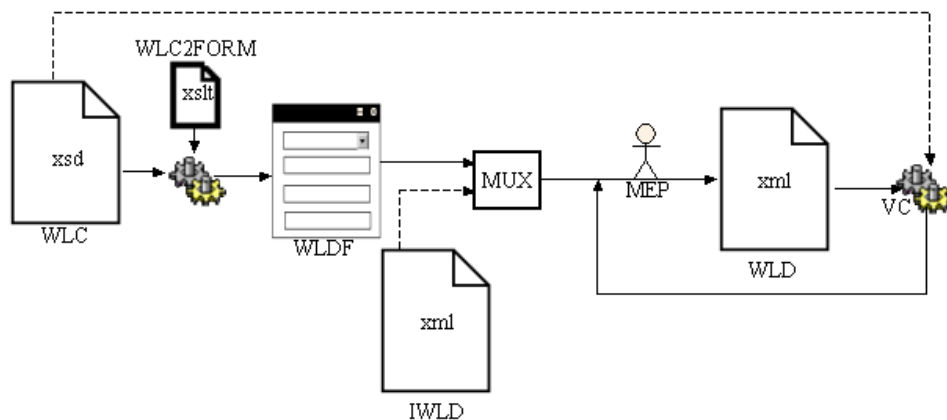 WLC2FORM
xslt
xsd
WLC
WLDF
MUX
MEP
xml
WLD
VC
xml
IWLD